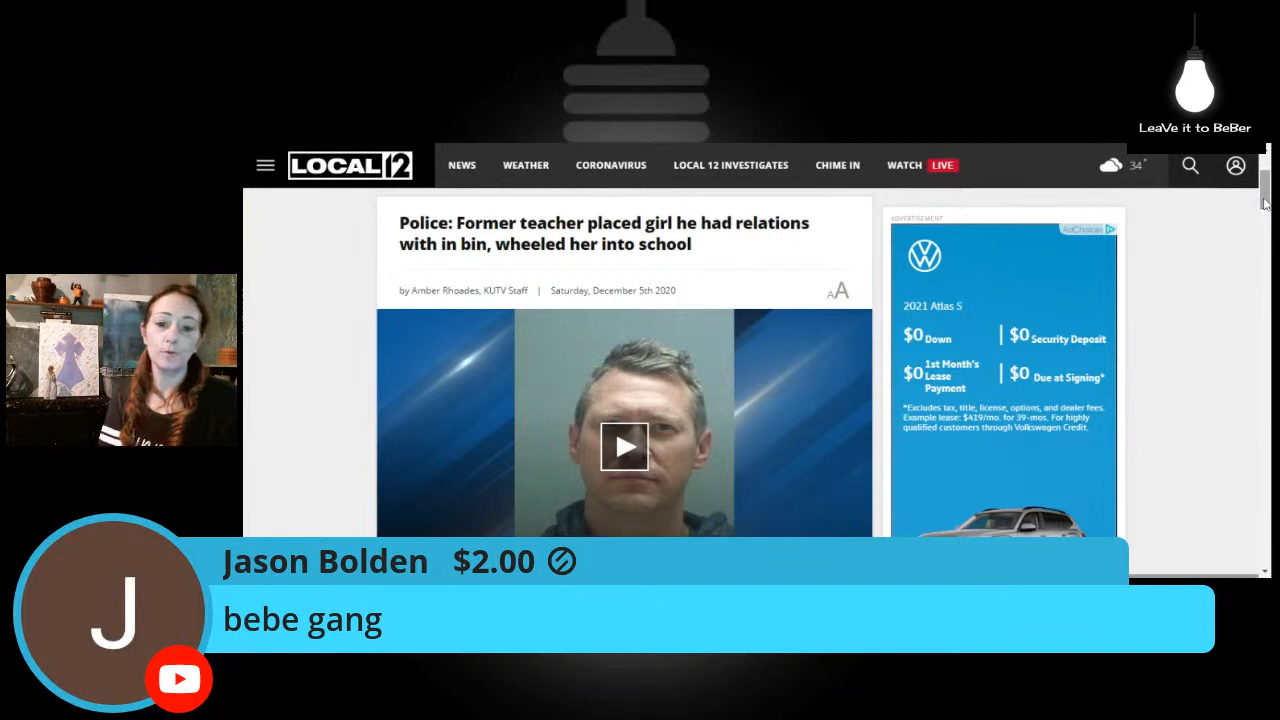 LeaVe it to BeBer
LOCAL 12
NEWS WEATHER CORONAVIRUS LOCAL 12 INVESTIGATES CHIME IN WATCH LIVE 34°
Police: Former teacher placed girl he had relations
with in bin, wheeled her into school
by Amber Rhoades, KUTV Staff | Saturday, December 5th 2020
AA
ADVERTISEMENT
AdChoices
2021 Atlas S
$0 Down | $0 Security Deposit
$0 1st Month's
Lease
Payment | $0 Due at Signing*
*Excludes tax, title, license, options, and dealer fees.
Example lease: $419/mo. for 39-mos. For highly
qualified customers through Volkswagen Credit.
J
Jason Bolden $2.00
bebe gang